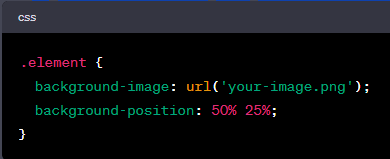 css
.element {
  background-image: url('your-image.png');
  background-position: 50% 25%;
}